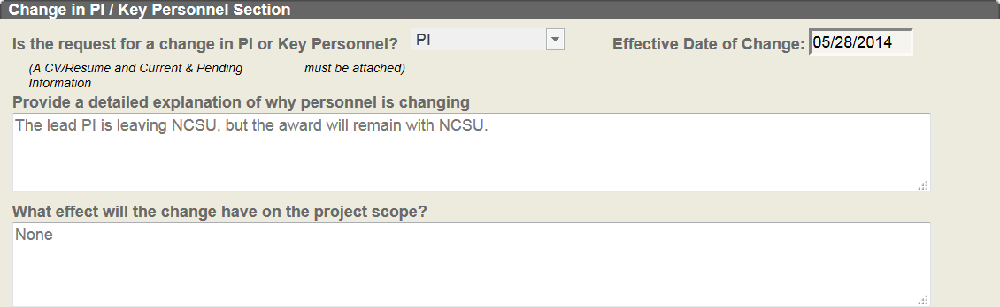 Change in PI / Key Personnel Section
Is the request for a change in PI or Key Personnel? PI Effective Date of Change: 05/28/2014
(A CV/Resume and Current & Pending must be attached)
Information
Provide a detailed explanation of why personnel is changing
The lead PI is leaving NCSU, but the award will remain with NCSU.
What effect will the change have on the project scope?
None